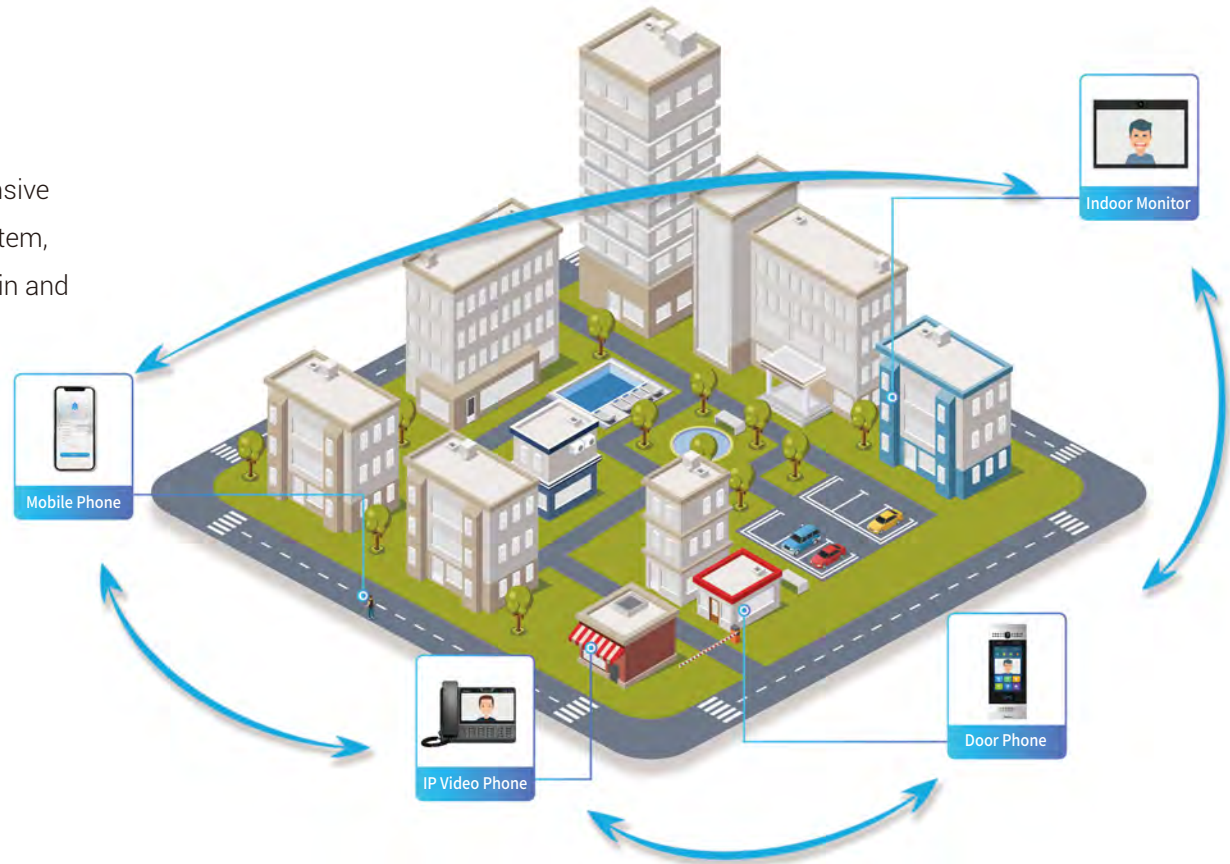 nsive
tem,
in and
Indoor Monitor
Mobile Phone
Door Phone
IP Video Phone